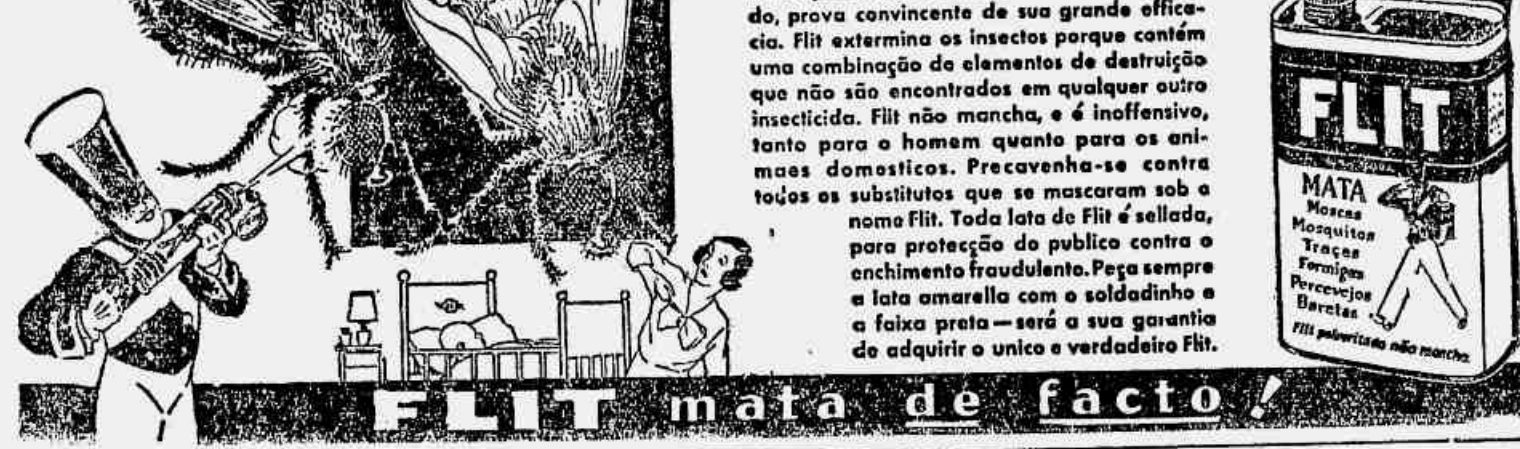 do, prova convincente de sua grande effica-
cia. Flit extermina os insectos porque contém
uma combinação de elementos de destruição
que não são encontrados em qualquer outro
insecticida. Flit não mancha, e é inoffensivo,
tanto para o homem quanto para os ani-
maes domesticos. Precavenha-se contra
todos os substitutos que se mascaram sob o
nome Flit. Toda lata de Flit é sellada,
para protecção do publico contra o
enchimento fraudulento. Peça sempre
a lata amarella com o soldadinho e
a faixa preta — será a sua garantia
de adquirir o unico e verdadeiro Flit.
FLIT
MATA
Moscas
Mosquitos
Traças
Formigas
Percevejos
Baratas
Flit pulverizado não mancha.
FLIT mata de facto!